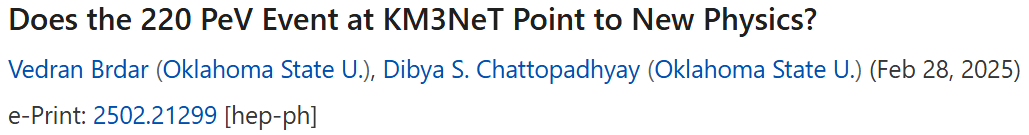 Does the 220 PeV Event at KM3NeT Point to New Physics?
Vedran Brdar (Oklahoma State U.), Dibya S. Chattopadhyay (Oklahoma State U.) (Feb 28, 2025)
e-Print: 2502.21299 [hep-ph]